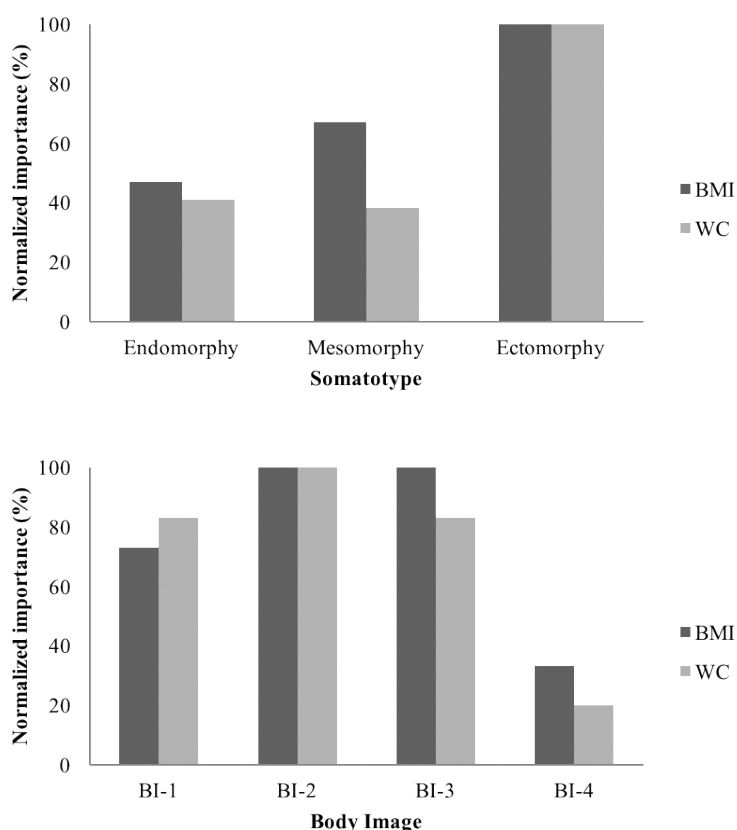 Normalized importance (%)
100
80
60
40
20
0
Endomorphy Mesomorphy Ectomorphy
Somatotype
BMI
WC
Normalized importance (%)
100
80
60
40
20
0
BI-1 BI-2 BI-3 BI-4
Body Image
BMI
WC